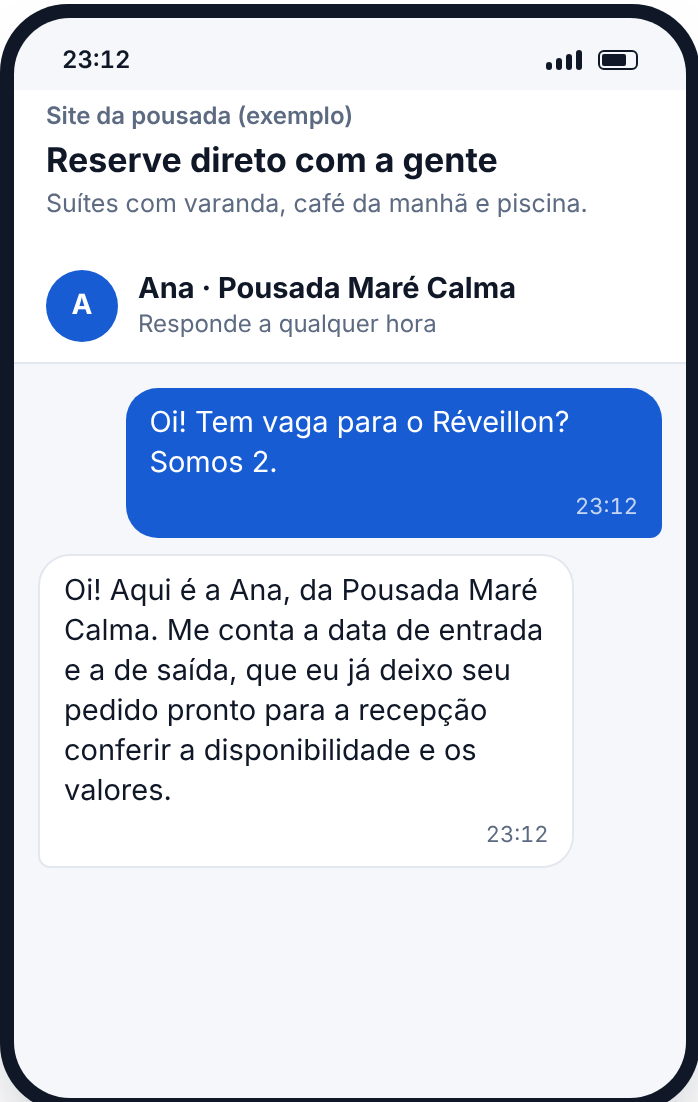 23:12
Site da pousada (exemplo)
Reserve direto com a gente
Suítes com varanda, café da manhã e piscina.
A
Ana · Pousada Maré Calma
Responde a qualquer hora
Oi! Tem vaga para o Réveillon?
Somos 2.
23:12
Oi! Aqui é a Ana, da Pousada Maré
Calma. Me conta a data de entrada
e a de saída, que eu já deixo seu
pedido pronto para a recepção
conferir a disponibilidade e os
valores.
23:12